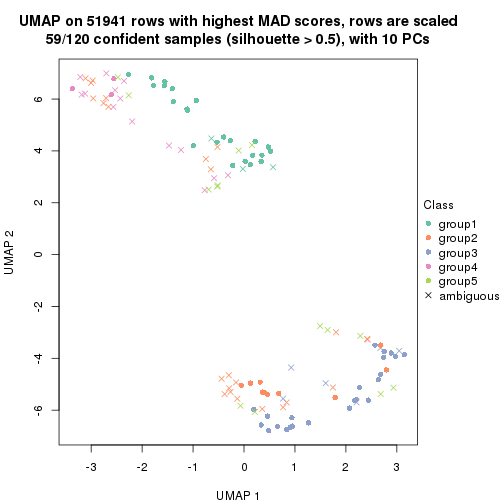 UMAP on 51941 rows with highest MAD scores, rows are scaled
59/120 confident samples (silhouette > 0.5), with 10 PCs
6
4
2
0
-2
-4
-6
UMAP 2
-3
-2
-1
0
1
2
3
UMAP 1
Class
group1
group2
group3
group4
group5
ambiguous